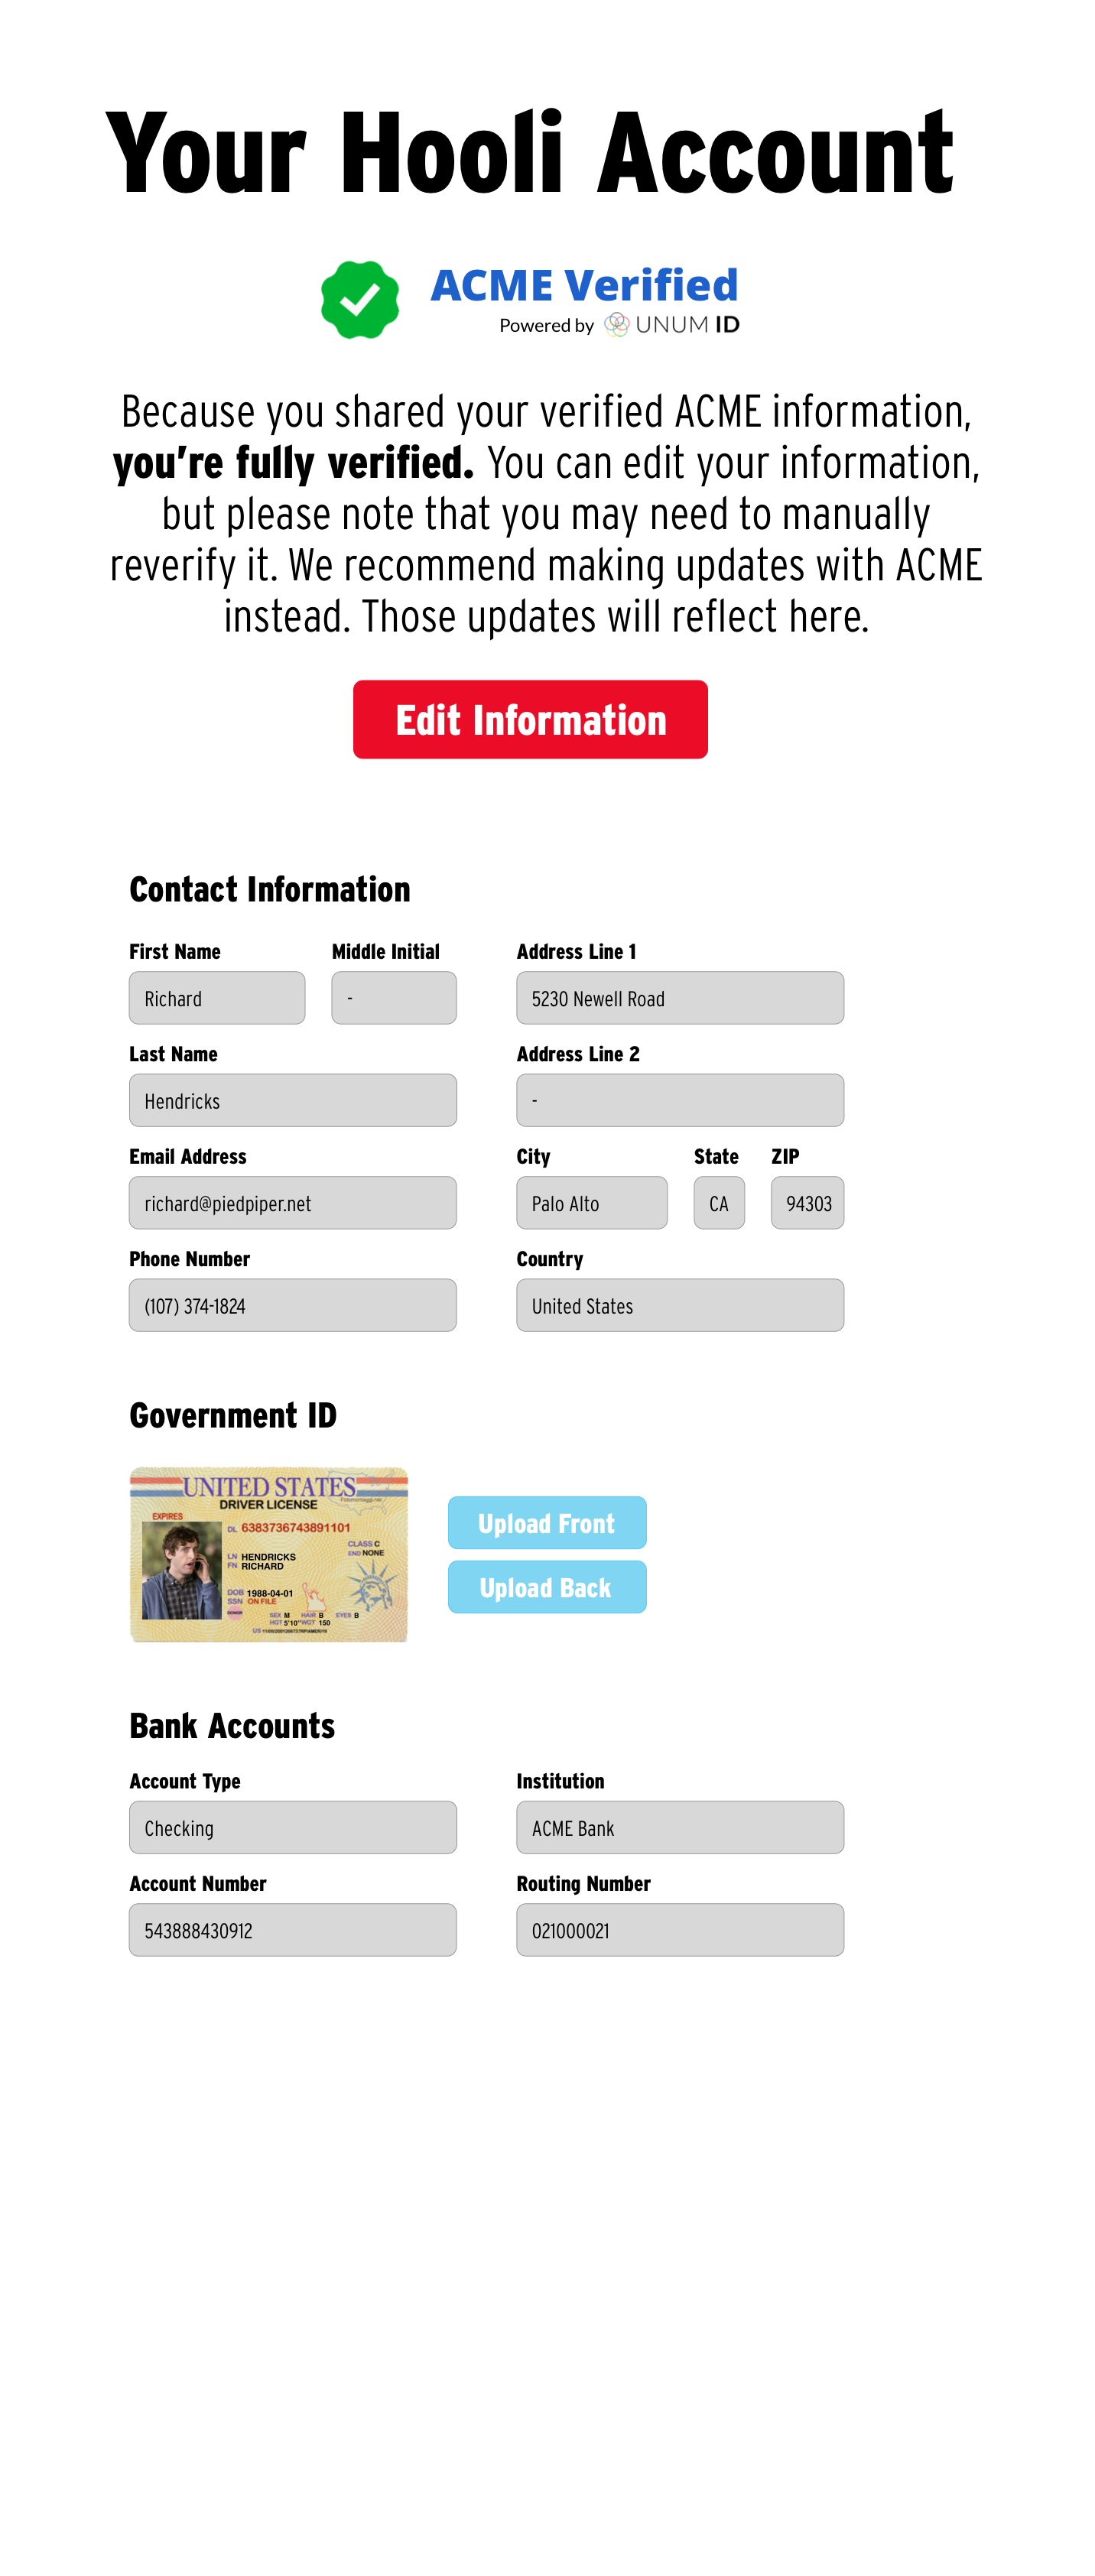 Your Hooli Account
ACME Verified
Powered by UNUM ID
Because you shared your verified ACME information,
you're fully verified. You can edit your information,
but please note that you may need to manually
reverify it. We recommend making updates with ACME
instead. Those updates will reflect here.
Edit Information
Contact Information
First Name Middle Initial Address Line 1
Richard - 5230 Newell Road
Last Name Address Line 2
Hendricks -
Email Address City State ZIP
richard@piedpiper.net Palo Alto CA 94303
Phone Number Country
(107) 374-1824 United States
Government ID
UNITED STATES
DRIVER LICENSE
EXPIRES
DL 6383736743891101
CLASS C
END NONE
LN HENDRICKS
FN RICHARD
DOB 1988-04-01
SSN ON FILE
DONOR
SEX M HAIR B EYES B
HGT 5'10" WGT 150
Upload Front
Upload Back
Bank Accounts
Account Type Institution
Checking ACME Bank
Account Number Routing Number
543888430912 021000021